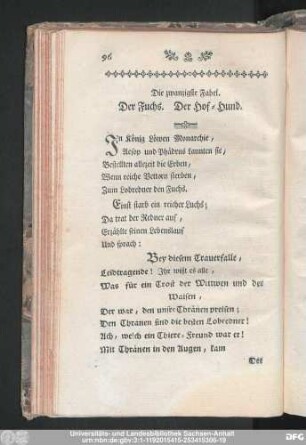 96
Die zwanzigste Fabel.
Der Fuchs. Der Hof-Hund.
In König Löwen Monarchie,
Aesop und Phädrus kannten sie,
Bestellten allezeit die Erben,
Wenn reiche Vettern sterben,
Zum Lobredner den Fuchs.
Einst starb ein reicher Luchs;
Da trat der Redner auf,
Erzählte seinen Lebenslauf
Und sprach:
Bey diesem Trauerfalle,
Leidtragende! Ihr wißt es alle,
Was für ein Trost der Wittwen und der
Waisen,
Der war, den unsre Thränen preisen;
Den Thränen sind die besten Lobredner!
Ach, welch ein Thiere-Freund war er!
Mit Thränen in den Augen, kam
Universitäts- und Landesbibliothek Sachsen-Anhalt
urn:nbn:de:gbv:3:1-1192015415-253415306-19
DFG